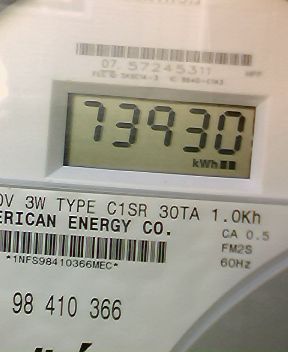 07 57245311
73930
kWh
0V 3W TYPE C1SR 30TA 1.0Kh
ERICAN ENERGY CO.
CA 0.5
FM2S
*1NFS98410366MEC*
60Hz
98 410 366